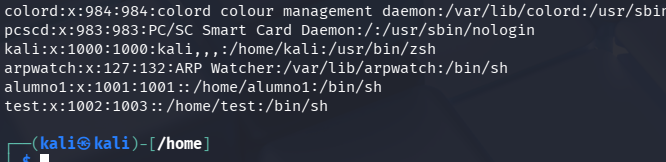 colord:x:984:984:colord colour management daemon:/var/lib/colord:/usr/sbin
pcscd:x:983:983:PC/SC Smart Card Daemon:/:/usr/sbin/nologin
kali:x:1000:1000:kali,,,:/home/kali:/usr/bin/zsh
arpwatch:x:127:132:ARP Watcher:/var/lib/arpwatch:/bin/sh
alumno1:x:1001:1001::/home/alumno1:/bin/sh
test:x:1002:1003::/home/test:/bin/sh
┌──(kali㉿kali)-[/home]
└─$